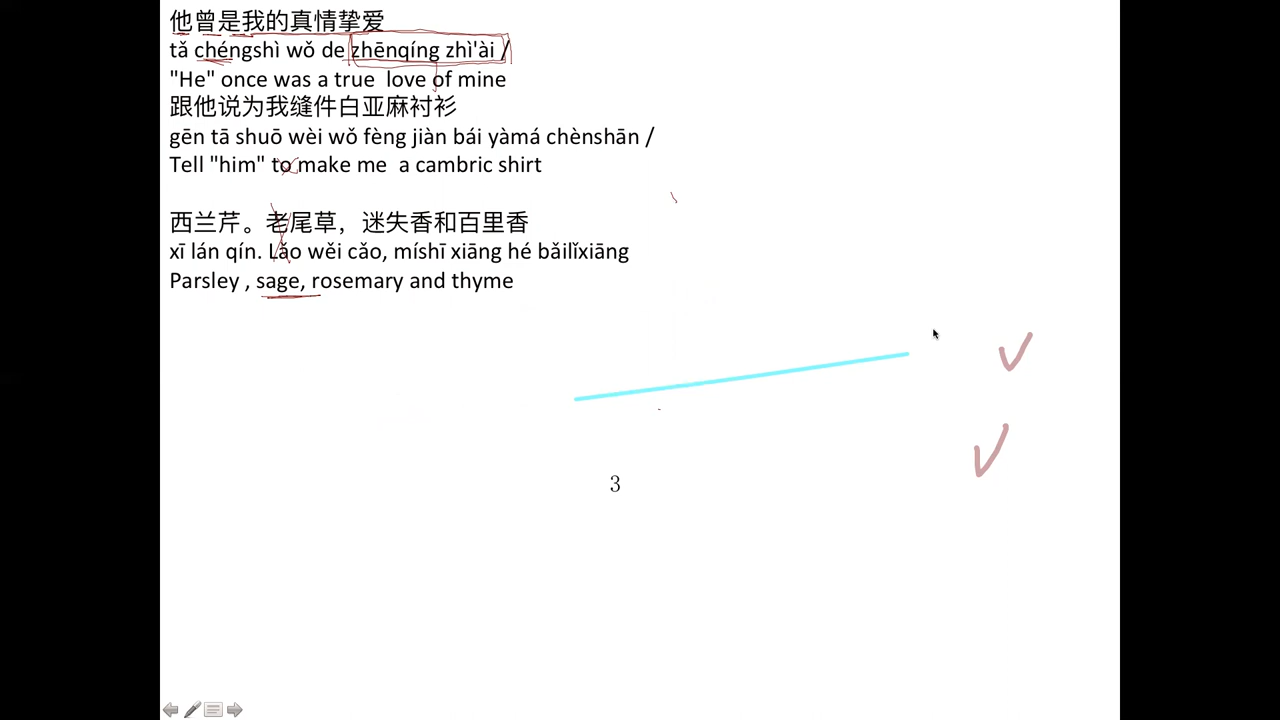 他曾是我的真情挚爱
tǎ chéngshì wǒ de zhēnqíng zhì'ài /
"He" once was a true  love of mine
跟他说为我缝件白亚麻衬衫
gēn tā shuō wèi wǒ fèng jiàn bái yàmá chènshān /
Tell "him" to make me  a cambric shirt
西兰芹。老尾草，迷失香和百里香
xī lán qín. Lǎo wěi cǎo, míshī xiāng hé bǎilǐxiāng
Parsley , sage, rosemary and thyme
3